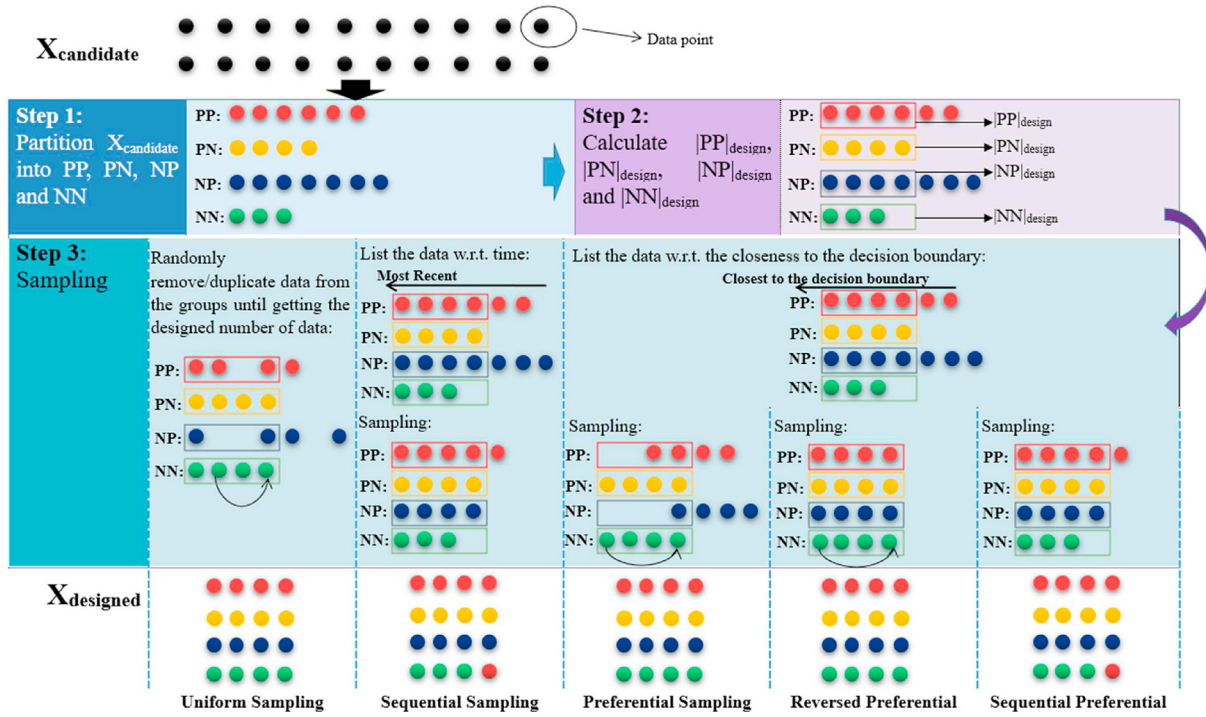 X candidate
Data point
Step 1:
Partition X candidate
into PP, PN, NP
and NN
PP:
PN:
NP:
NN:
Step 2:
Calculate |PP|design,
|PN|design, |NP|design
and |NN|design
PP:
PN:
NP:
NN:
|PP|design
|PN|design
|NP|design
|NN|design
Step 3:
Sampling
Randomly
remove/duplicate data from
the groups until getting the
designed number of data:
PP:
PN:
NP:
NN:
List the data w.r.t. time:
Most Recent
PP:
PN:
NP:
NN:
Sampling:
PP:
PN:
NP:
NN:
List the data w.r.t. the closeness to the decision boundary:
Closest to the decision boundary
PP:
PN:
NP:
NN:
Sampling:
PP:
PN:
NP:
NN:
Sampling:
PP:
PN:
NP:
NN:
Sampling:
PP:
PN:
NP:
NN:
X designed
Uniform Sampling
Sequential Sampling
Preferential Sampling
Reversed Preferential
Sequential Preferential